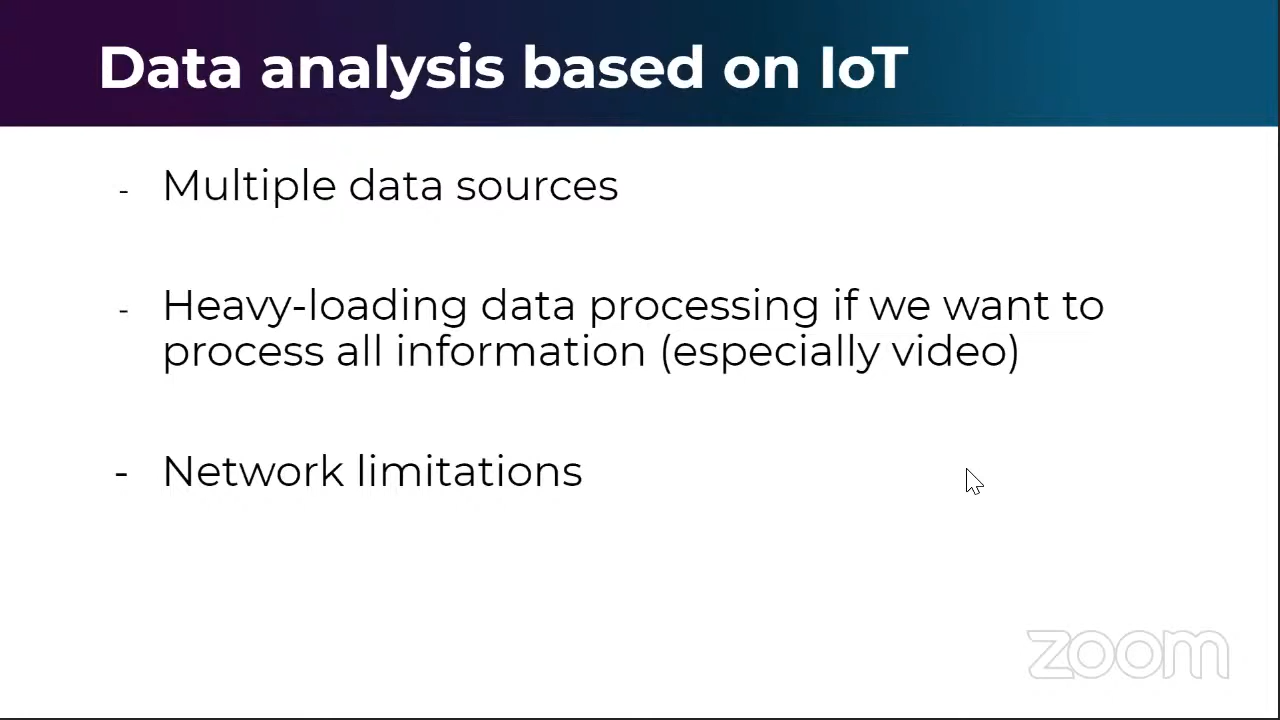 Data analysis based on IoT
- Multiple data sources
- Heavy-loading data processing if we want to
process all information (especially video)
- Network limitations
zoom